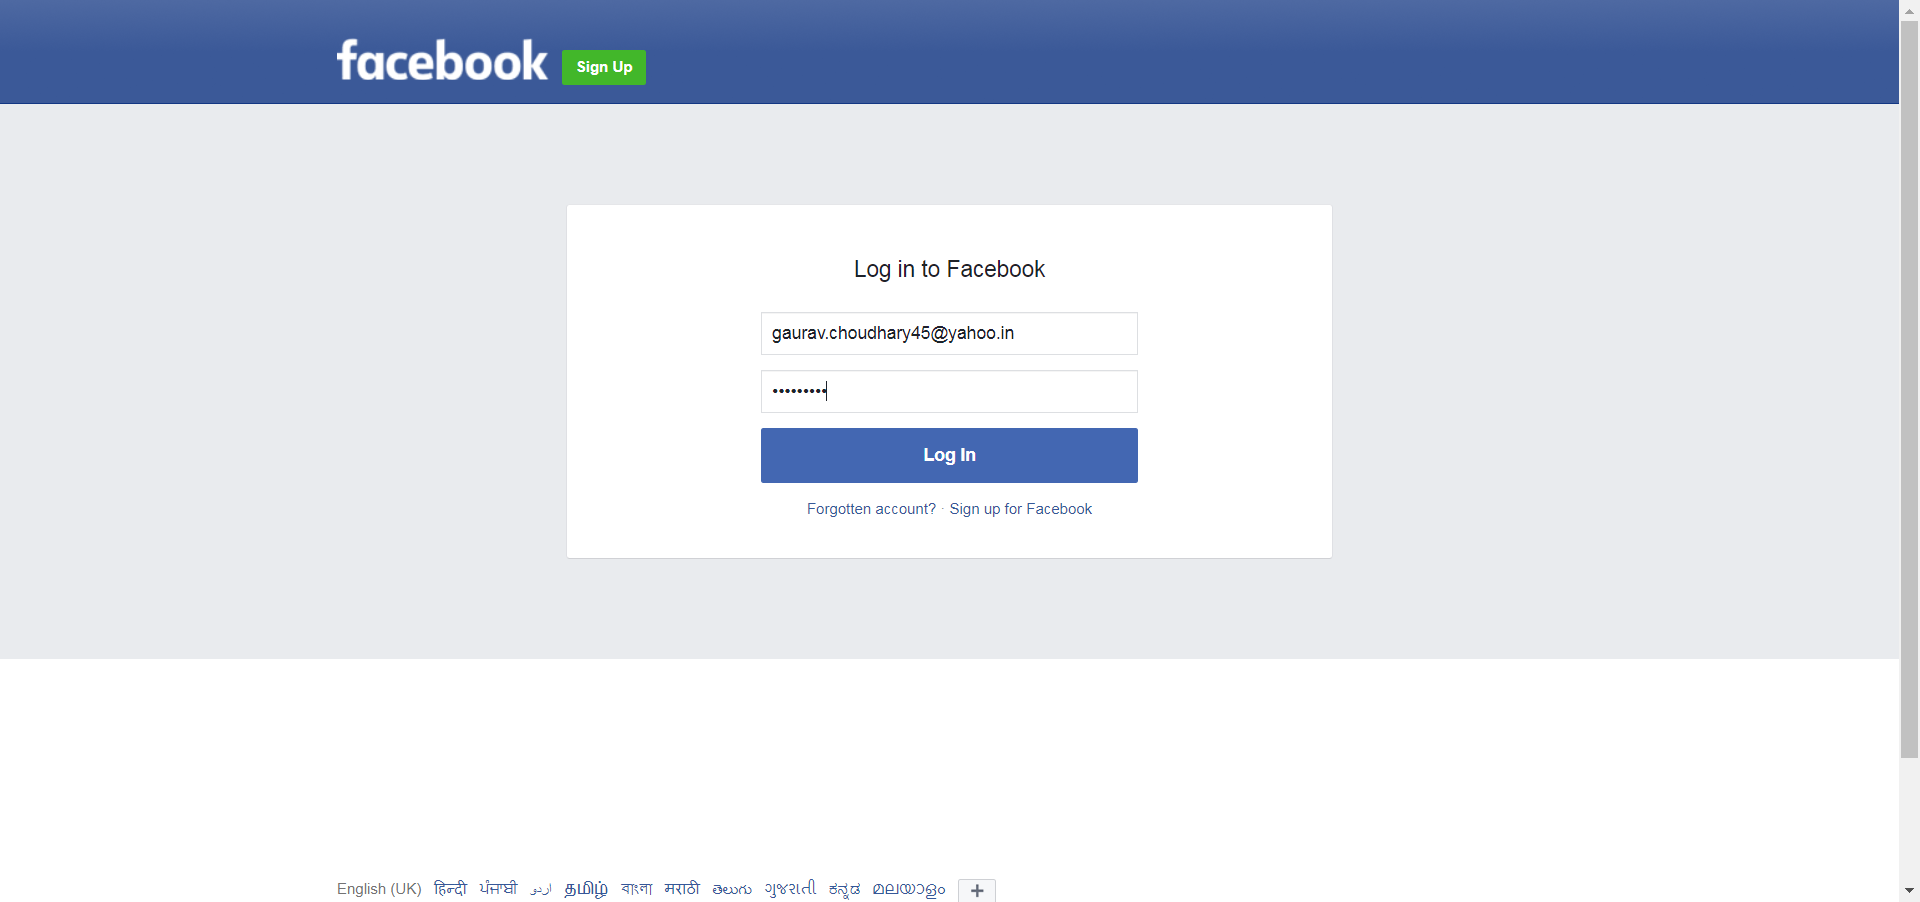 facebook Sign Up
Log in to Facebook
gaurav.choudhary45@yahoo.in
•••••••••
Log In
Forgotten account? · Sign up for Facebook
English (UK) हिन्दी ਪੰਜਾਬੀ اردو தமிழ் বাংলা मराठी తెలుగు ગુજરાતી ಕನ್ನಡ മലയാളം +